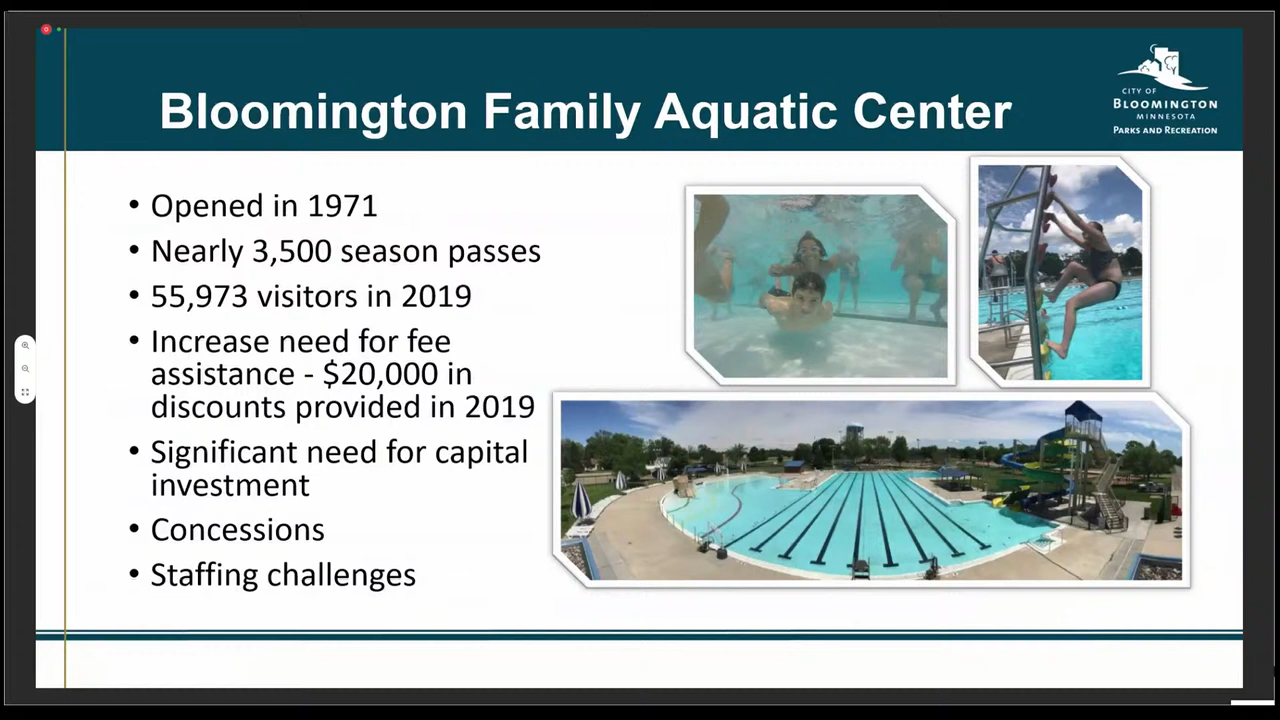 Bloomington Family Aquatic Center
CITY OF
BLOOMINGTON
MINNESOTA
PARKS AND RECREATION
• Opened in 1971
• Nearly 3,500 season passes
• 55,973 visitors in 2019
• Increase need for fee
assistance - $20,000 in
discounts provided in 2019
• Significant need for capital
investment
• Concessions
• Staffing challenges